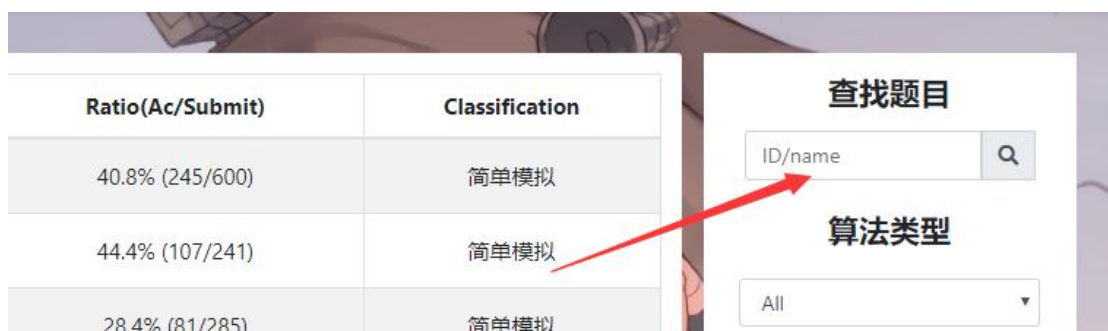 Ratio(Ac/Submit) Classification
40.8% (245/600) 简单模拟
44.4% (107/241) 简单模拟
28.4% (81/285) 简单模拟
查找题目
ID/name
算法类型
All